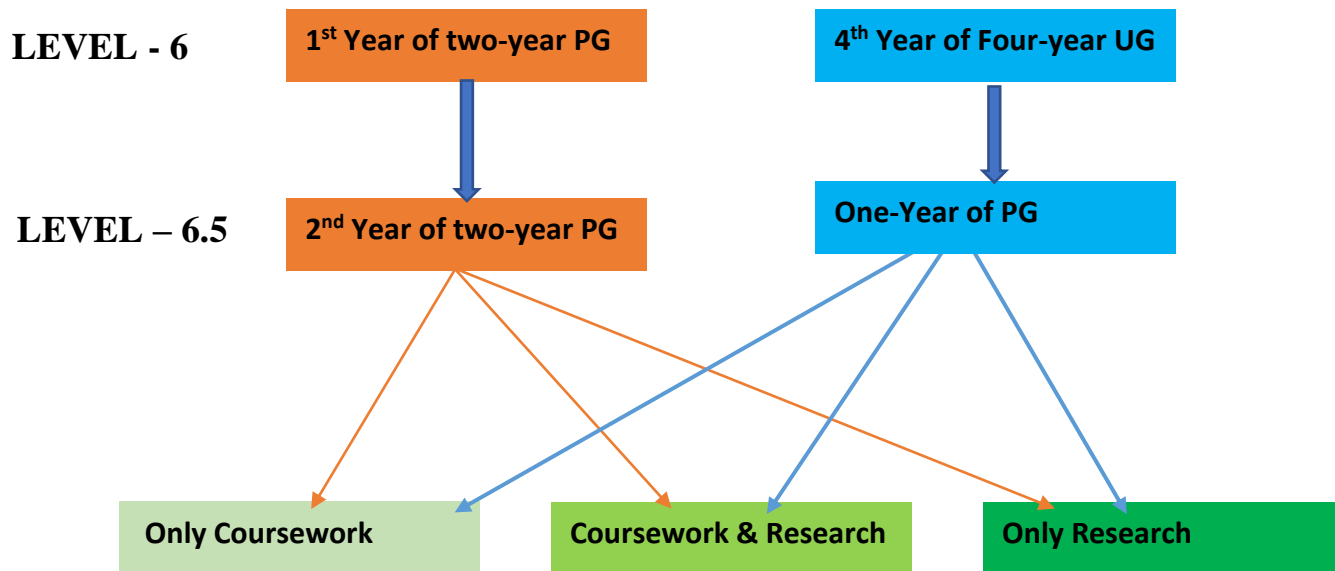 LEVEL - 6
1st Year of two-year PG
4th Year of Four-year UG
LEVEL – 6.5
2nd Year of two-year PG
One-Year of PG
Only Coursework
Coursework & Research
Only Research